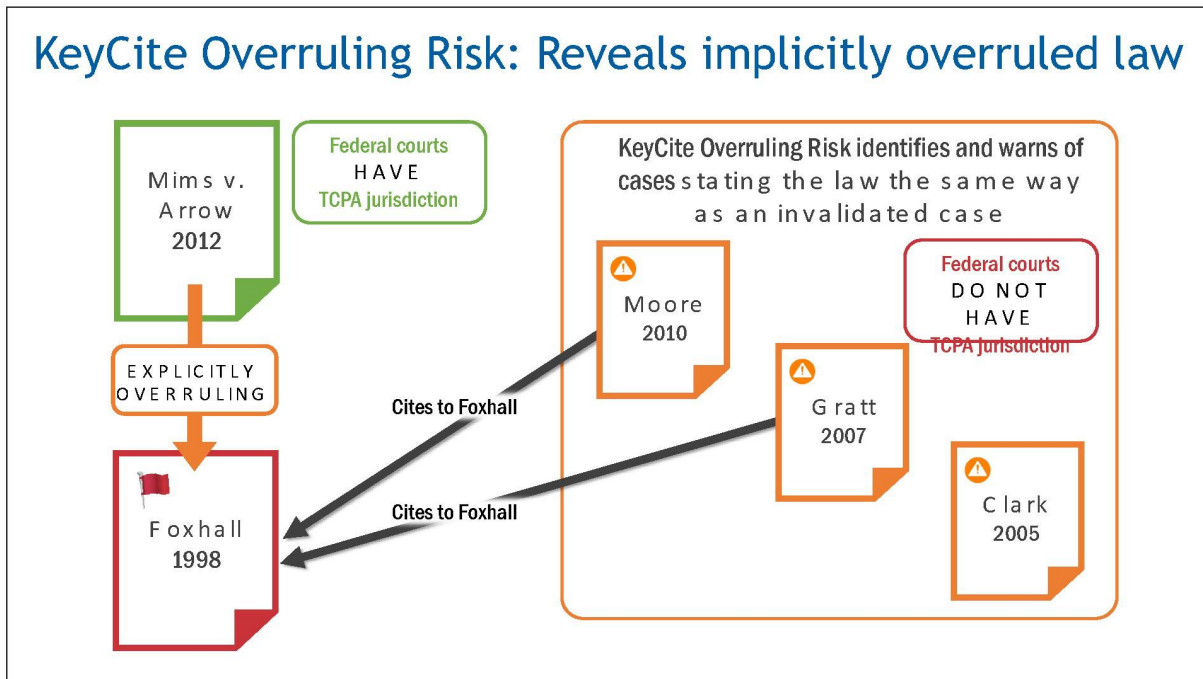 KeyCite Overruling Risk: Reveals implicitly overruled law
Mims v.
Arrow
2012
Federal courts
HAVE
TCPA jurisdiction
EXPLICITLY
OVERRULING
Foxhall
1998
Cites to Foxhall
Cites to Foxhall
KeyCite Overruling Risk identifies and warns of
cases stating the law the same way
as an invalidated case
Federal courts
DO NOT
HAVE
TCPA jurisdiction
Moore
2010
Gratt
2007
Clark
2005